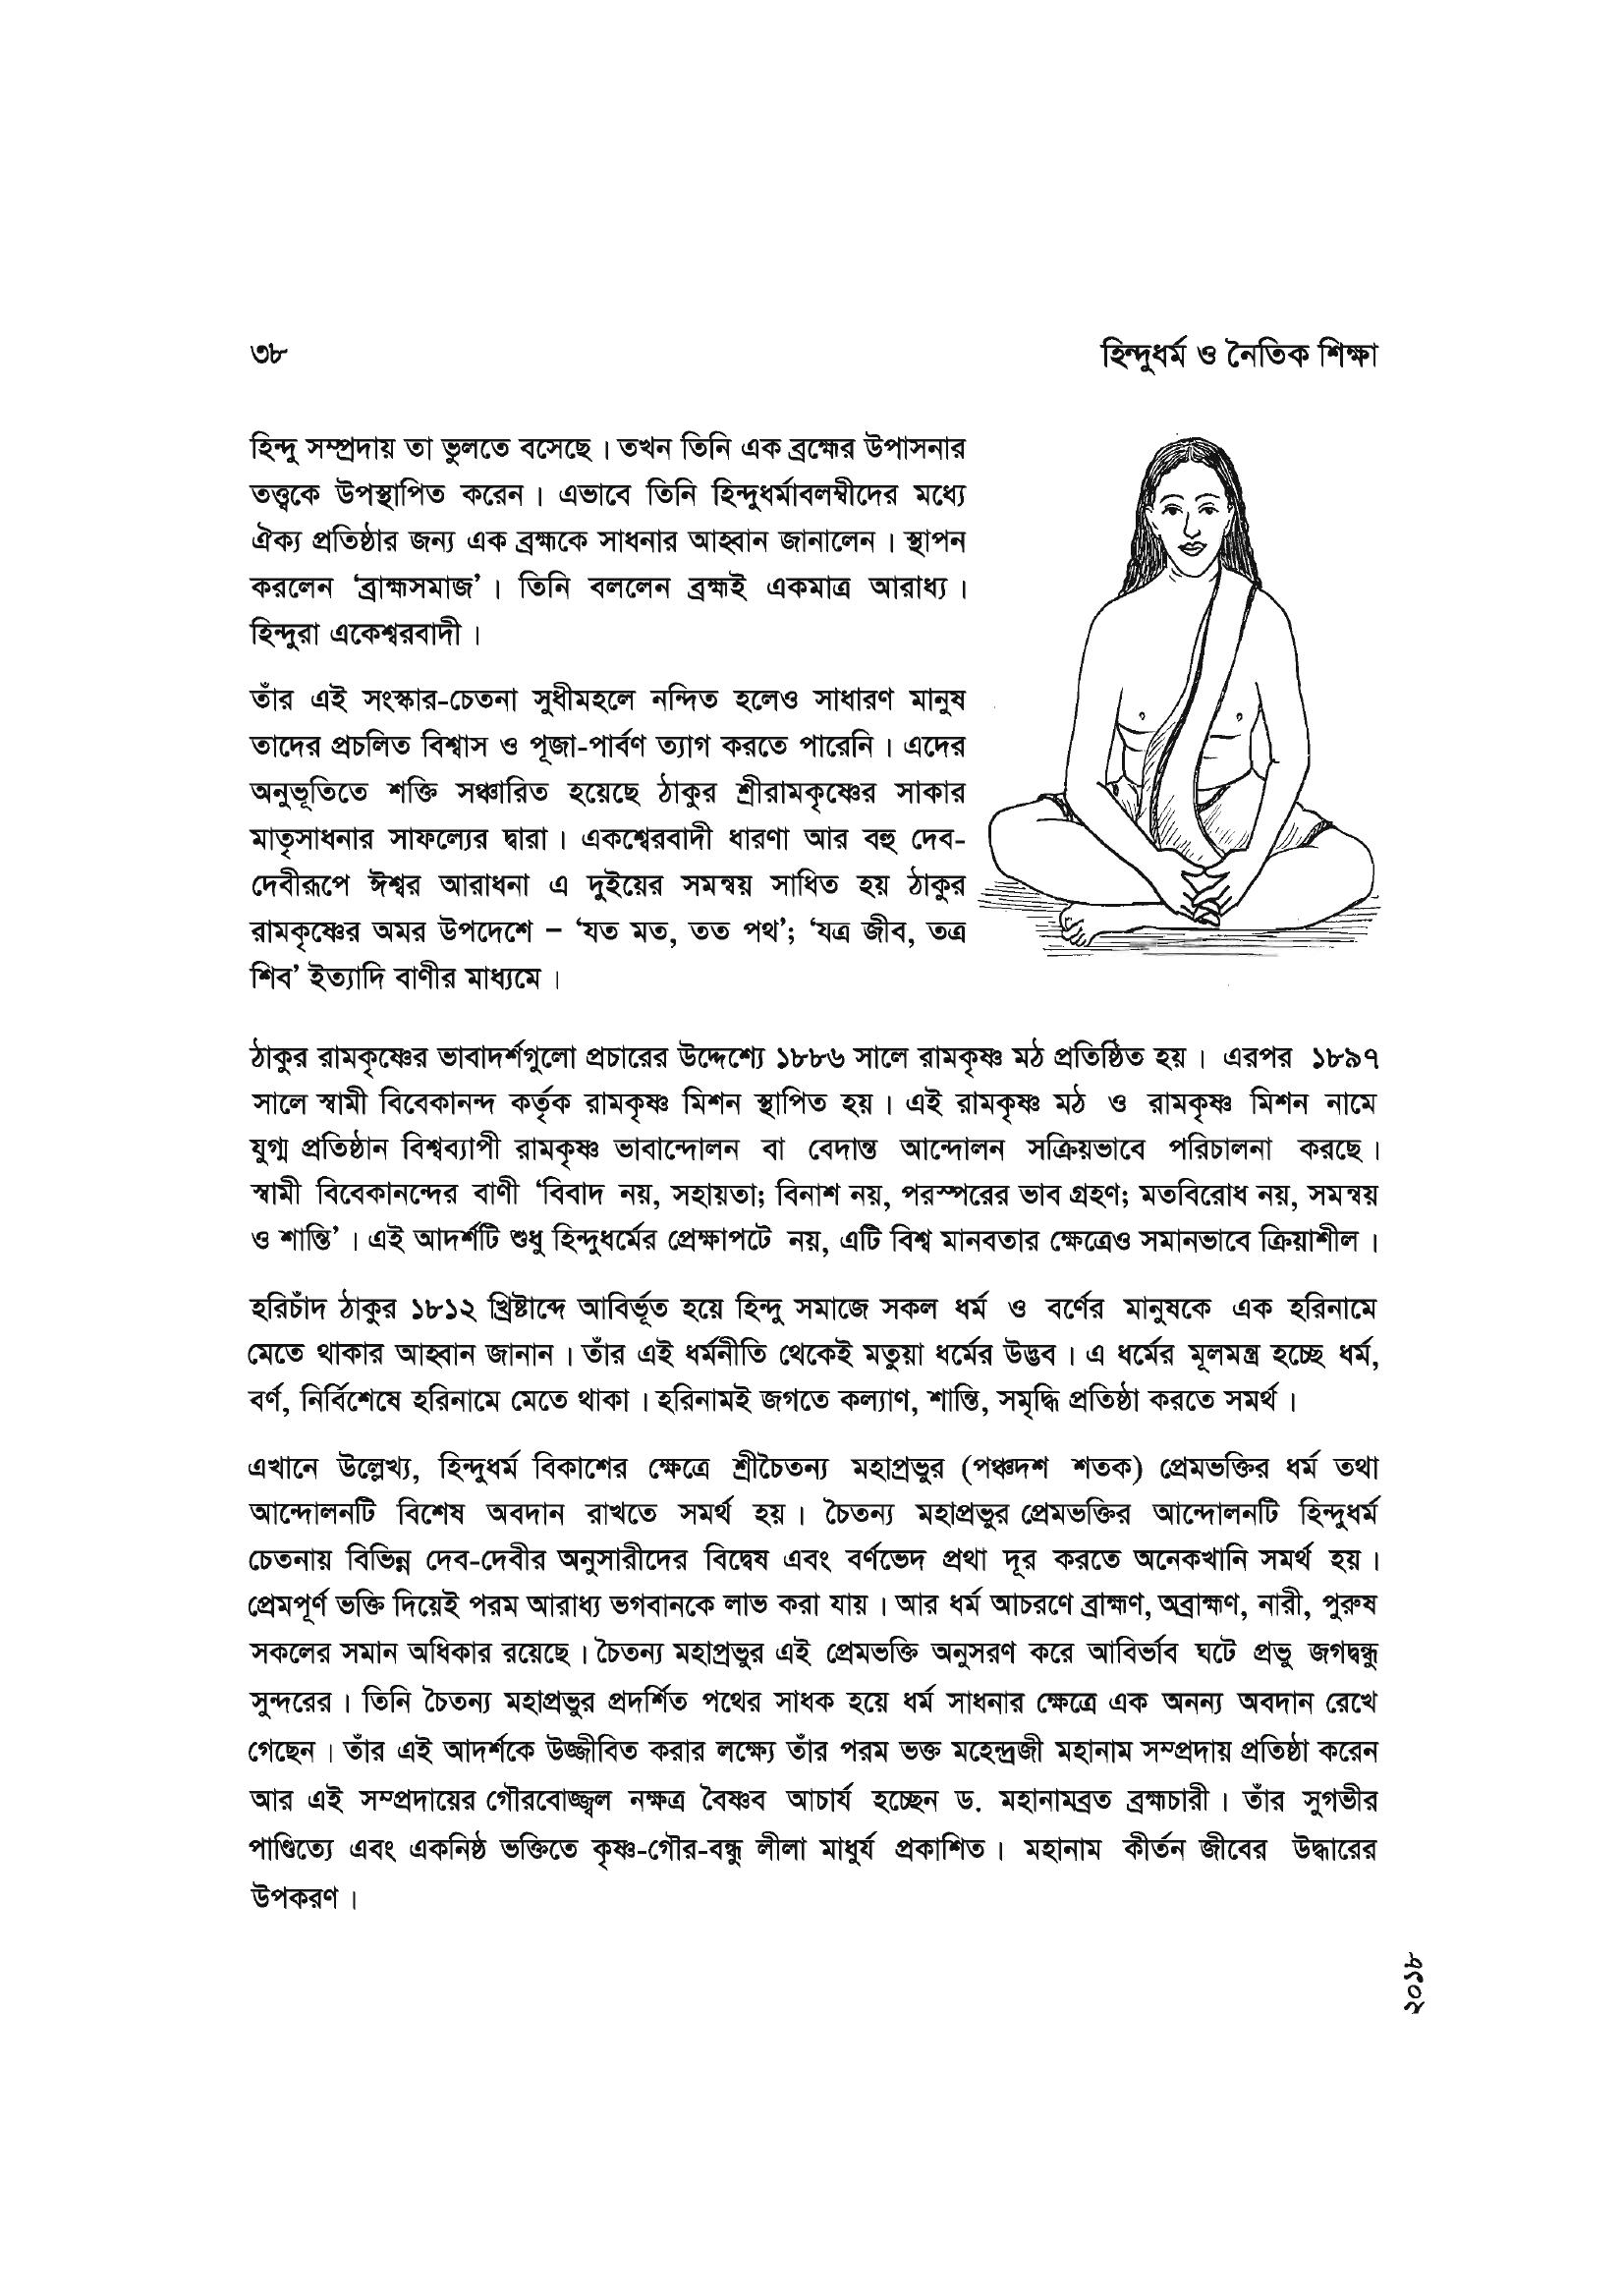 ৩৮
হিন্দুধর্ম ও নৈতিক শিক্ষা
হিন্দু সম্প্রদায় তা ভুলতে বসেছে। তখন তিনি এক ব্রহ্মের উপাসনার
তত্ত্বকে উপস্থাপিত করেন। এভাবে তিনি হিন্দুধর্মাবলম্বীদের মধ্যে
ঐক্য প্রতিষ্ঠার জন্য এক ব্রহ্মকে সাধনার আহ্বান জানালেন। স্থাপন
করলেন ‘ব্রাহ্মসমাজ’। তিনি বললেন ব্রহ্মই একমাত্র আরাধ্য।
হিন্দুরা একেশ্বরবাদী।
তাঁর এই সংস্কার-চেতনা সুধীমহলে নন্দিত হলেও সাধারণ মানুষ
তাদের প্রচলিত বিশ্বাস ও পূজা-পার্বণ ত্যাগ করতে পারেনি। এদের
অনুভূতিতে শক্তি সঞ্চারিত হয়েছে ঠাকুর শ্রীরামকৃষ্ণের সাকার
মাতৃসাধনার সাফল্যের দ্বারা। একশ্বেরবাদী ধারণা আর বহু দেব-
দেবীরূপে ঈশ্বর আরাধনা এ দুইয়ের সমন্বয় সাধিত হয় ঠাকুর
রামকৃষ্ণের অমর উপদেশে – ‘যত মত, তত পথ’; ‘যত্র জীব, তত্র
শিব’ ইত্যাদি বাণীর মাধ্যমে।
ঠাকুর রামকৃষ্ণের ভাবাদর্শগুলো প্রচারের উদ্দেশ্যে ১৮৮৬ সালে রামকৃষ্ণ মঠ প্রতিষ্ঠিত হয়। এরপর ১৮৯৭
সালে স্বামী বিবেকানন্দ কর্তৃক রামকৃষ্ণ মিশন স্থাপিত হয়। এই রামকৃষ্ণ মঠ ও রামকৃষ্ণ মিশন নামে
যুগ্ম প্রতিষ্ঠান বিশ্বব্যাপী রামকৃষ্ণ ভাবান্দোলন বা বেদান্ত আন্দোলন সক্রিয়ভাবে পরিচালনা করছে।
স্বামী বিবেকানন্দের বাণী ‘বিবাদ নয়, সহায়তা; বিনাশ নয়, পরস্পরের ভাব গ্রহণ; মতবিরোধ নয়, সমন্বয়
ও শান্তি’। এই আদর্শটি শুধু হিন্দুধর্মের প্রেক্ষাপটে নয়, এটি বিশ্ব মানবতার ক্ষেত্রেও সমানভাবে ক্রিয়াশীল।
হরিচাঁদ ঠাকুর ১৮১২ খ্রিষ্টাব্দে আবির্ভূত হয়ে হিন্দু সমাজে সকল ধর্ম ও বর্ণের মানুষকে এক হরিনামে
মেতে থাকার আহ্বান জানান। তাঁর এই ধর্মনীতি থেকেই মতুয়া ধর্মের উদ্ভব। এ ধর্মের মূলমন্ত্র হচ্ছে ধর্ম,
বর্ণ, নির্বিশেষে হরিনামে মেতে থাকা। হরিনামই জগতে কল্যাণ, শান্তি, সমৃদ্ধি প্রতিষ্ঠা করতে সমর্থ।
এখানে উল্লেখ্য, হিন্দুধর্ম বিকাশের ক্ষেত্রে শ্রীচৈতন্য মহাপ্রভুর (পঞ্চদশ শতক) প্রেমভক্তির ধর্ম তথা
আন্দোলনটি বিশেষ অবদান রাখতে সমর্থ হয়। চৈতন্য মহাপ্রভুর প্রেমভক্তির আন্দোলনটি হিন্দুধর্ম
চেতনায় বিভিন্ন দেব-দেবীর অনুসারীদের বিদ্বেষ এবং বর্ণভেদ প্রথা দূর করতে অনেকখানি সমর্থ হয়।
প্রেমপূর্ণ ভক্তি দিয়েই পরম আরাধ্য ভগবানকে লাভ করা যায়। আর ধর্ম আচরণে ব্রাহ্মণ, অব্রাহ্মণ, নারী, পুরুষ
সকলের সমান অধিকার রয়েছে। চৈতন্য মহাপ্রভুর এই প্রেমভক্তি অনুসরণ করে আবির্ভাব ঘটে প্রভু জগদ্বন্ধু
সুন্দরের। তিনি চৈতন্য মহাপ্রভুর প্রদর্শিত পথের সাধক হয়ে ধর্ম সাধনার ক্ষেত্রে এক অনন্য অবদান রেখে
গেছেন। তাঁর এই আদর্শকে উজ্জীবিত করার লক্ষ্যে তাঁর পরম ভক্ত মহেন্দ্রজী মহানাম সম্প্রদায় প্রতিষ্ঠা করেন
আর এই সম্প্রদায়ের গৌরবোজ্জ্বল নক্ষত্র বৈষ্ণব আচার্য হচ্ছেন ড. মহানামব্রত ব্রহ্মচারী। তাঁর সুগভীর
পাণ্ডিত্যে এবং একনিষ্ঠ ভক্তিতে কৃষ্ণ-গৌর-বন্ধু লীলা মাধুর্য প্রকাশিত। মহানাম কীর্তন জীবের উদ্ধারের
উপকরণ।
২০১৮